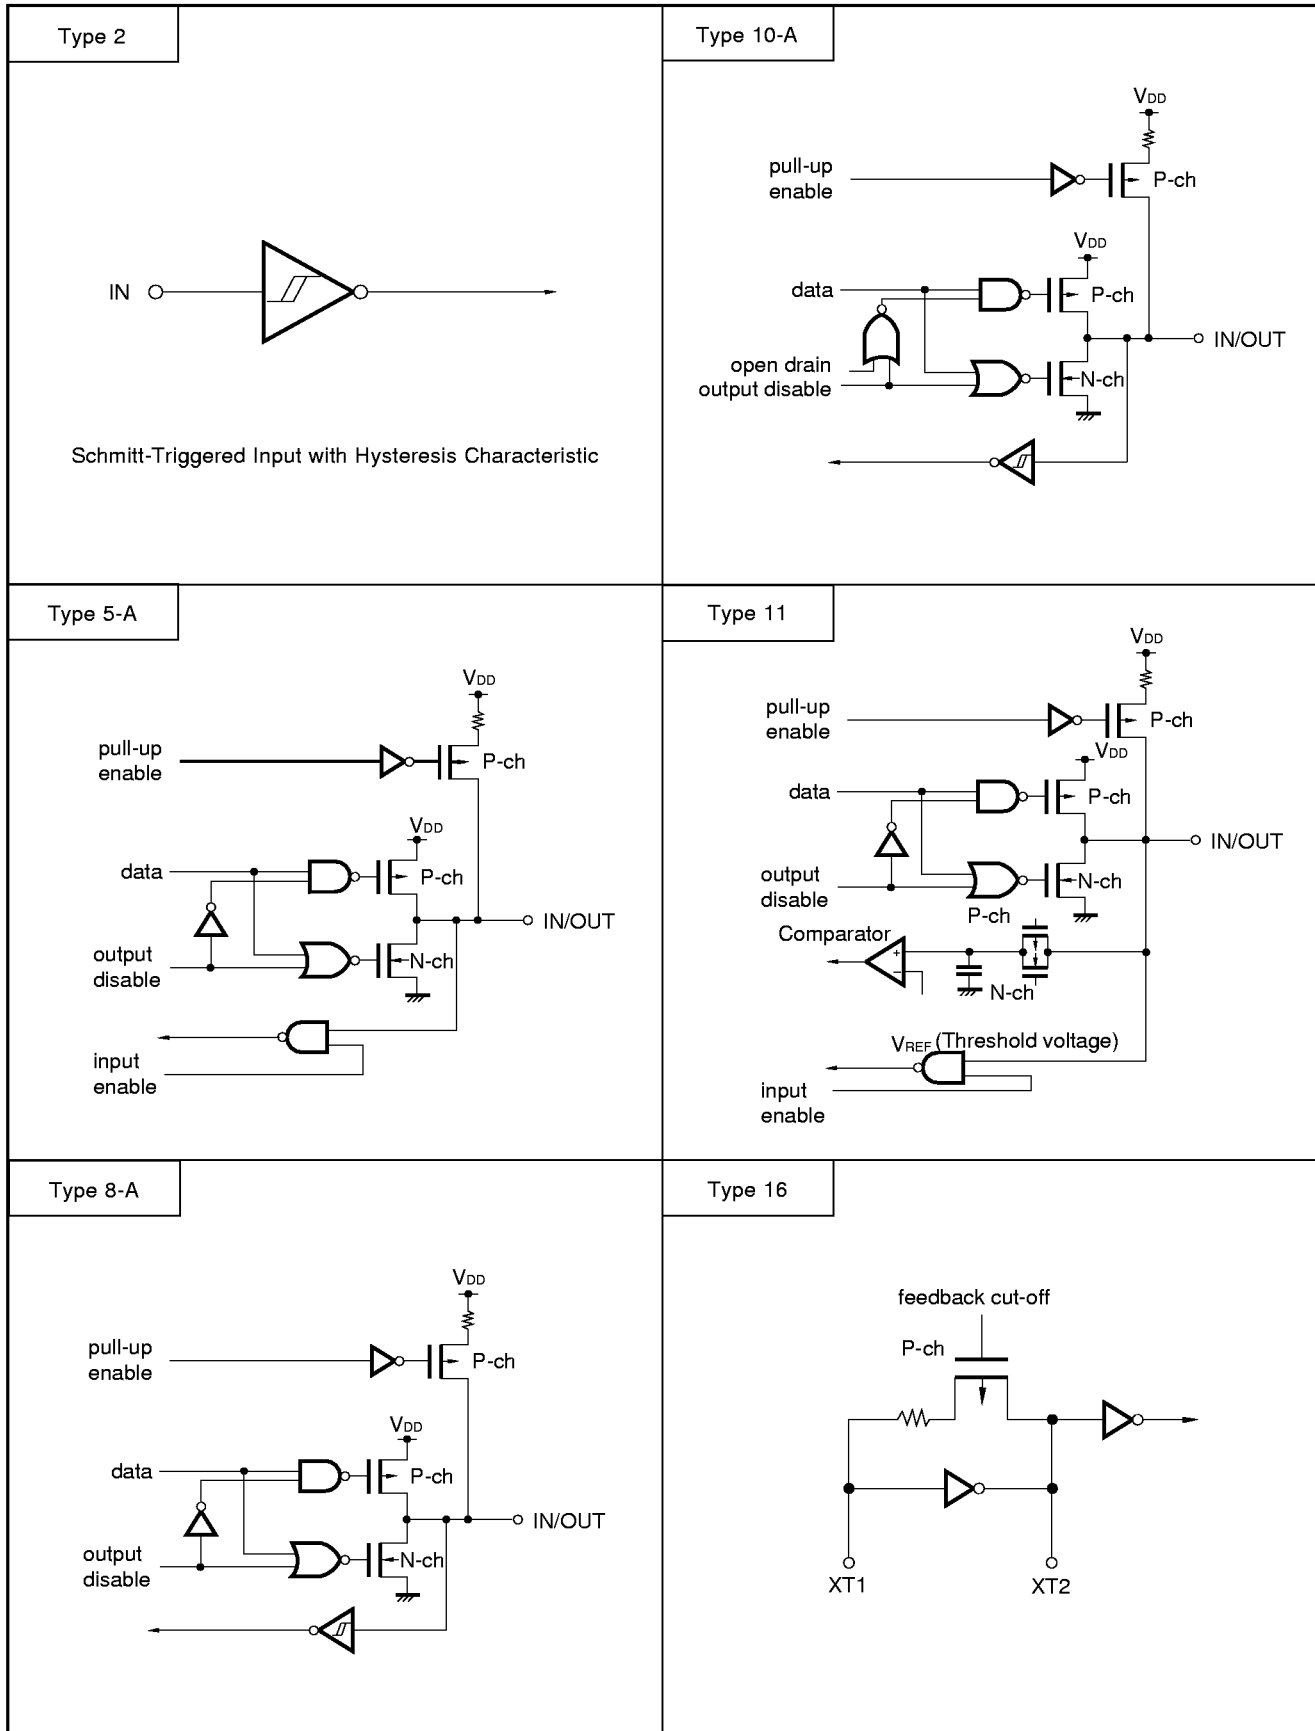 Type 2
IN
Schmitt-Triggered Input with Hysteresis Characteristic
Type 10-A
VDD
pull-up
enable
P-ch
VDD
data
P-ch
IN/OUT
open drain
output disable
N-ch
Type 5-A
VDD
pull-up
enable
P-ch
VDD
data
P-ch
IN/OUT
output
disable
N-ch
input
enable
Type 11
VDD
pull-up
enable
P-ch
VDD
data
P-ch
IN/OUT
output
disable
N-ch
P-ch
Comparator
+
−
N-ch
VREF (Threshold voltage)
input
enable
Type 8-A
VDD
pull-up
enable
P-ch
VDD
data
P-ch
IN/OUT
output
disable
N-ch
Type 16
feedback cut-off
P-ch
XT1
XT2